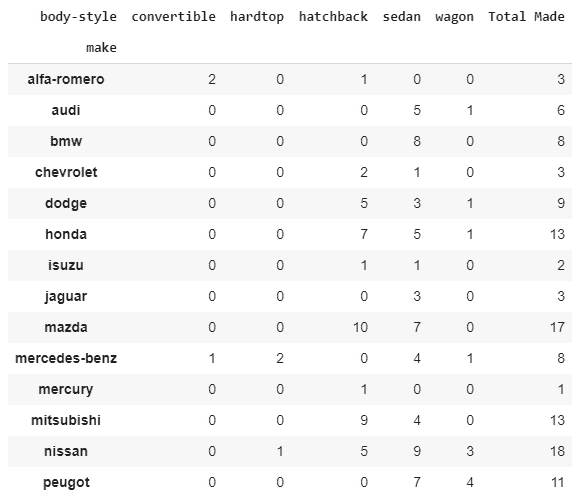 body-style convertible hardtop hatchback sedan wagon Total Made
make
alfa-romero 2 0 1 0 0 3
audi 0 0 0 5 1 6
bmw 0 0 0 8 0 8
chevrolet 0 0 2 1 0 3
dodge 0 0 5 3 1 9
honda 0 0 7 5 1 13
isuzu 0 0 1 1 0 2
jaguar 0 0 0 3 0 3
mazda 0 0 10 7 0 17
mercedes-benz 1 2 0 4 1 8
mercury 0 0 1 0 0 1
mitsubishi 0 0 9 4 0 13
nissan 0 1 5 9 3 18
peugot 0 0 0 7 4 11